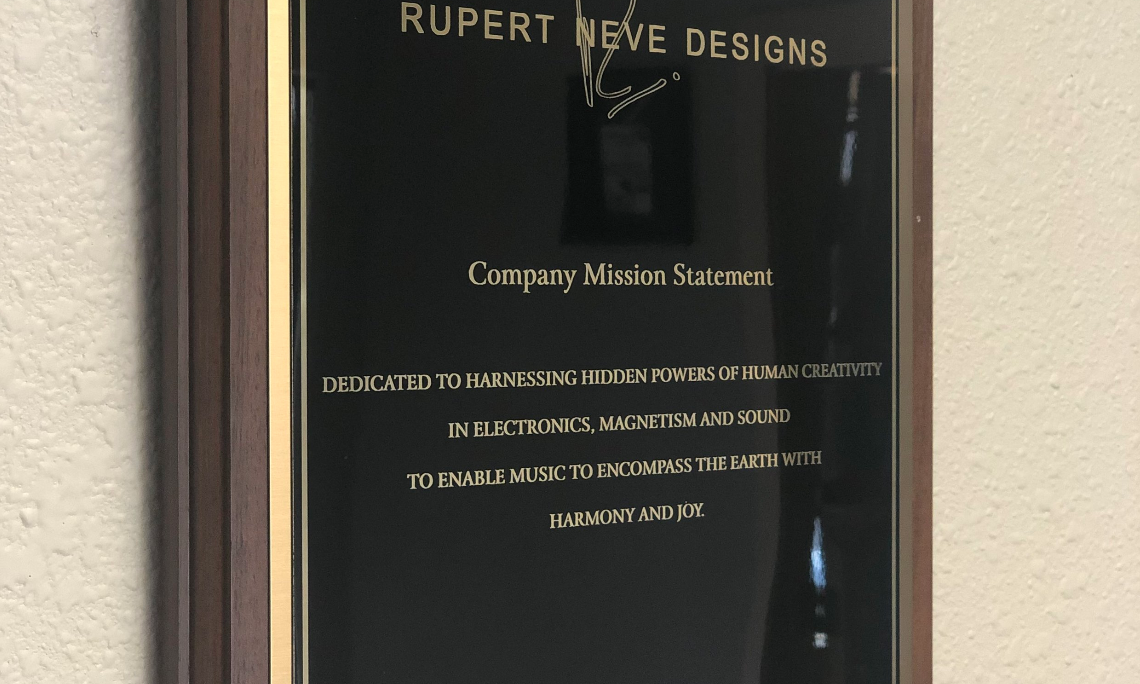 RUPERT NEVE DESIGNS
Company Mission Statement
DEDICATED TO HARNESSING HIDDEN POWERS OF HUMAN CREATIVITY
IN ELECTRONICS, MAGNETISM AND SOUND
TO ENABLE MUSIC TO ENCOMPASS THE EARTH WITH
HARMONY AND JOY.